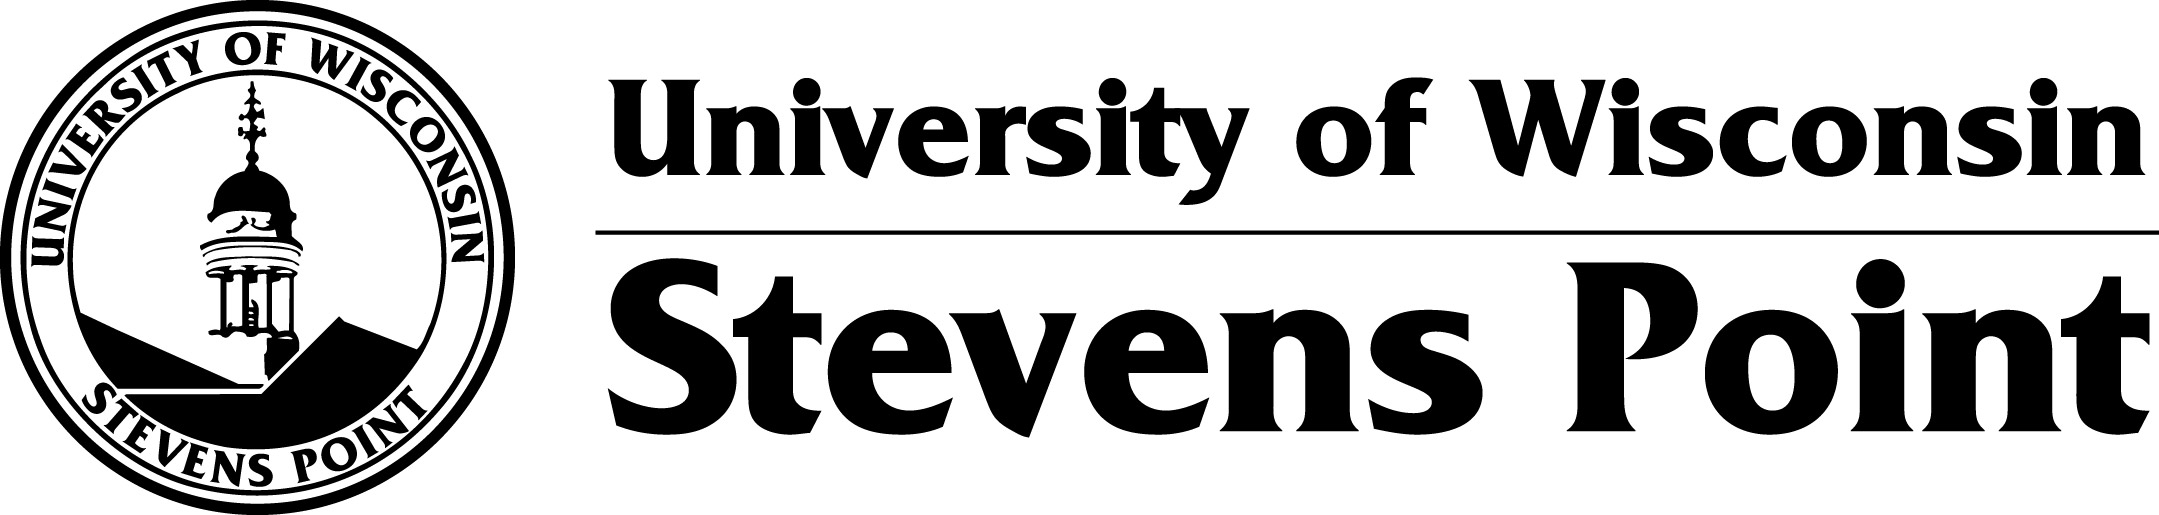 UNIVERSITY OF WISCONSIN
STEVENS POINT
University of Wisconsin
Stevens Point